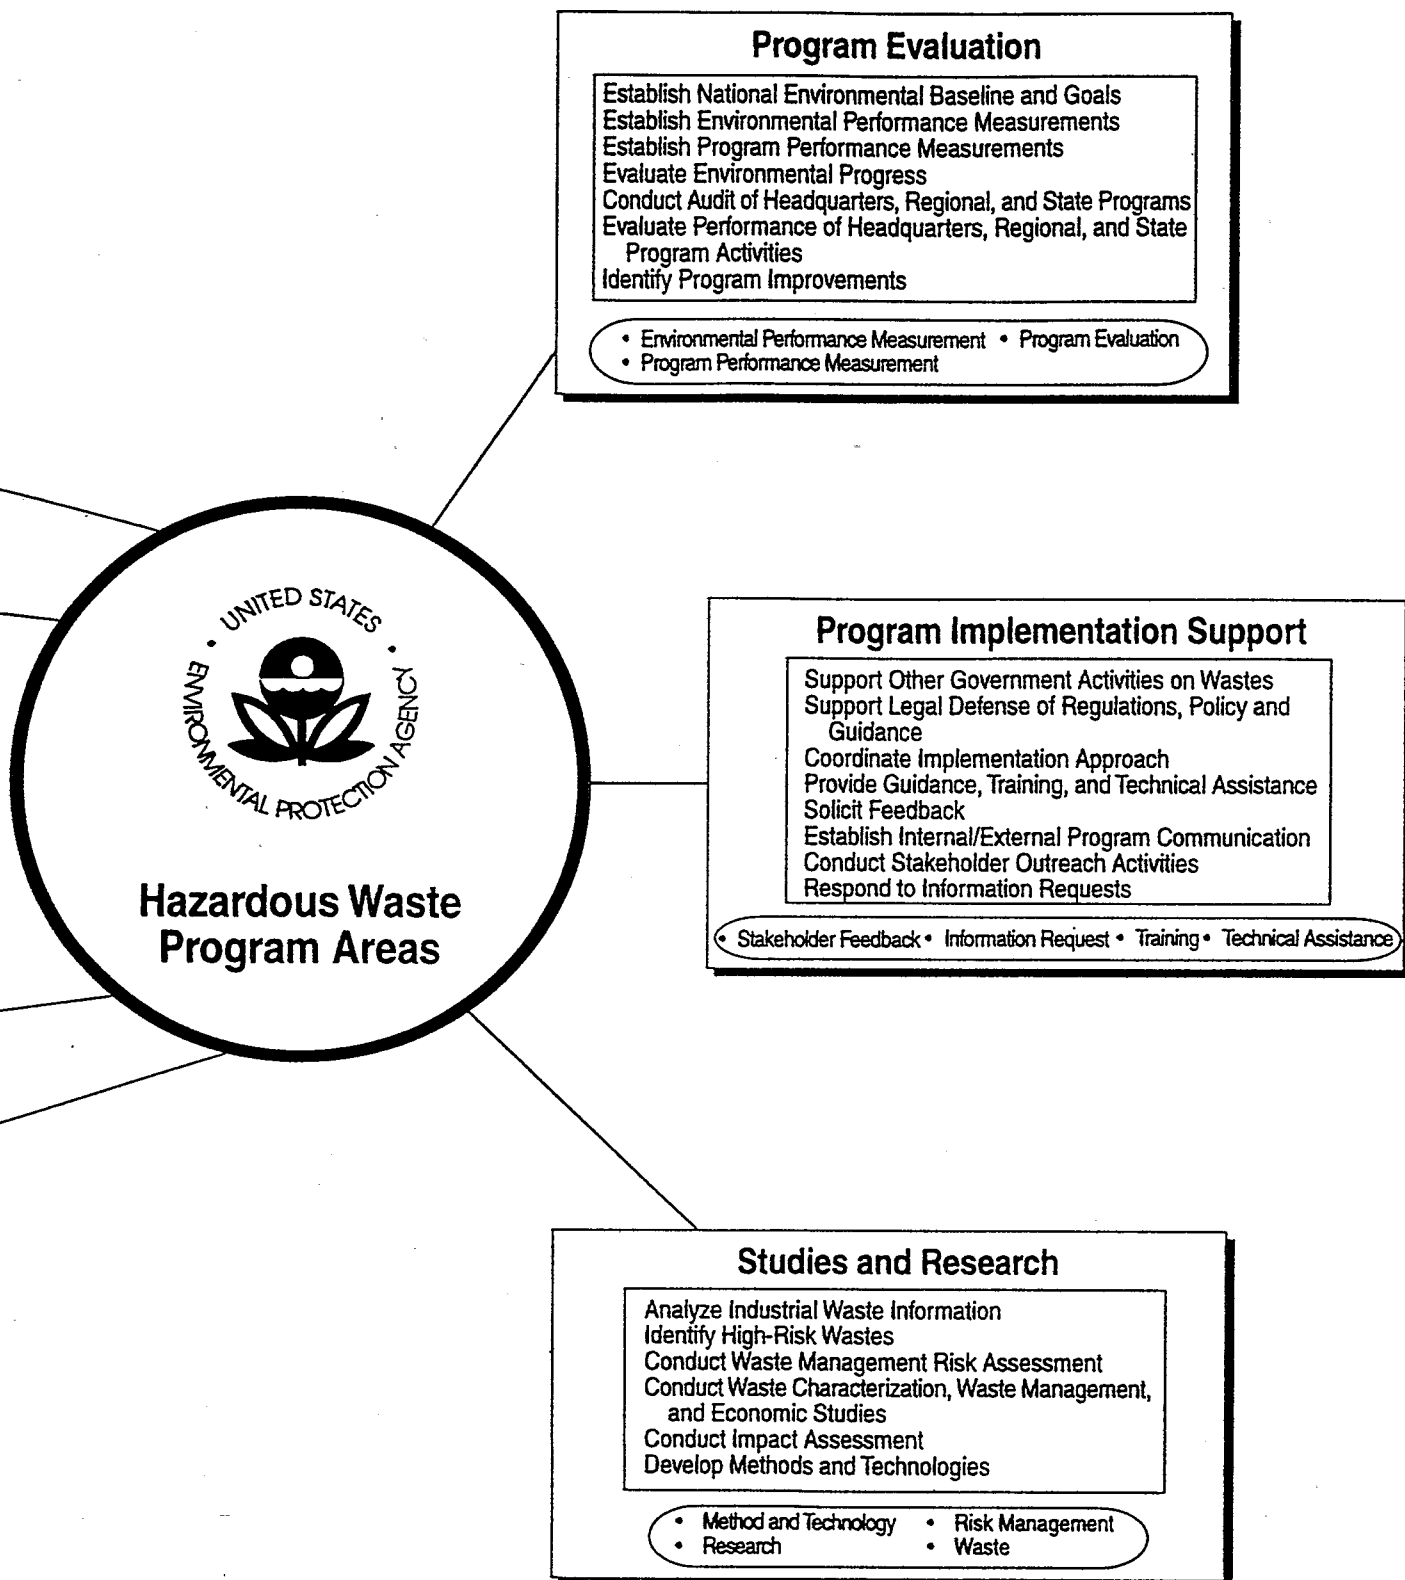 Program Evaluation
Establish National Environmental Baseline and Goals
Establish Environmental Performance Measurements
Establish Program Performance Measurements
Evaluate Environmental Progress
Conduct Audit of Headquarters, Regional, and State Programs
Evaluate Performance of Headquarters, Regional, and State
Program Activities
Identify Program Improvements
• Environmental Performance Measurement • Program Evaluation
• Program Performance Measurement
• UNITED STATES •
ENVIRONMENTAL PROTECTION AGENCY
Hazardous Waste
Program Areas
Program Implementation Support
Support Other Government Activities on Wastes
Support Legal Defense of Regulations, Policy and
Guidance
Coordinate Implementation Approach
Provide Guidance, Training, and Technical Assistance
Solicit Feedback
Establish Internal/External Program Communication
Conduct Stakeholder Outreach Activities
Respond to Information Requests
• Stakeholder Feedback • Information Request • Training • Technical Assistance
Studies and Research
Analyze Industrial Waste Information
Identify High-Risk Wastes
Conduct Waste Management Risk Assessment
Conduct Waste Characterization, Waste Management,
and Economic Studies
Conduct Impact Assessment
Develop Methods and Technologies
• Method and Technology • Risk Management
• Research • Waste